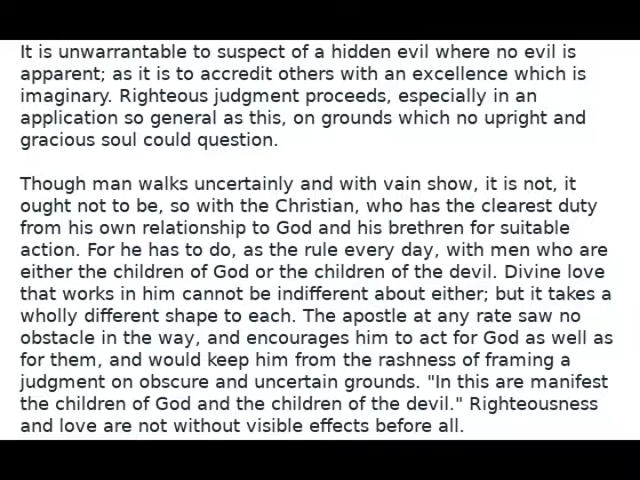 It is unwarrantable to suspect of a hidden evil where no evil is
apparent; as it is to accredit others with an excellence which is
imaginary. Righteous judgment proceeds, especially in an
application so general as this, on grounds which no upright and
gracious soul could question.

Though man walks uncertainly and with vain show, it is not, it
ought not to be, so with the Christian, who has the clearest duty
from his own relationship to God and his brethren for suitable
action. For he has to do, as the rule every day, with men who are
either the children of God or the children of the devil. Divine love
that works in him cannot be indifferent about either; but it takes a
wholly different shape to each. The apostle at any rate saw no
obstacle in the way, and encourages him to act for God as well as
for them, and would keep him from the rashness of framing a
judgment on obscure and uncertain grounds. "In this are manifest
the children of God and the children of the devil." Righteousness
and love are not without visible effects before all.